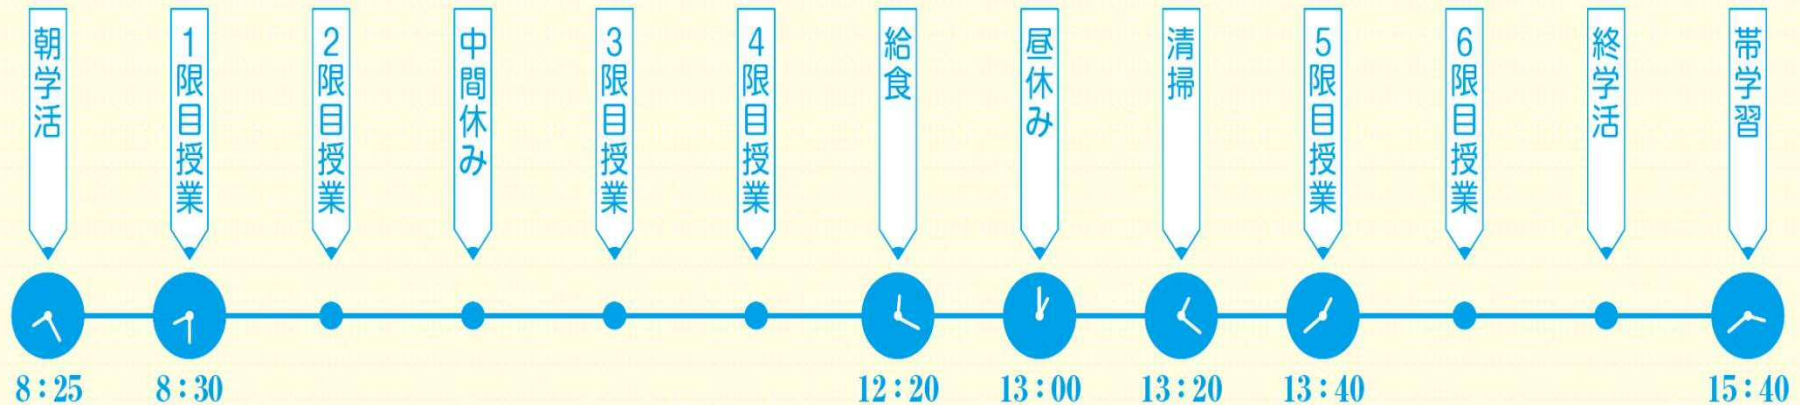 朝学活
1限目授業
2限目授業
中間休み
3限目授業
4限目授業
給食
昼休み
清掃
5限目授業
6限目授業
終学活
帯学習
8:25
8:30
12:20
13:00
13:20
13:40
15:40